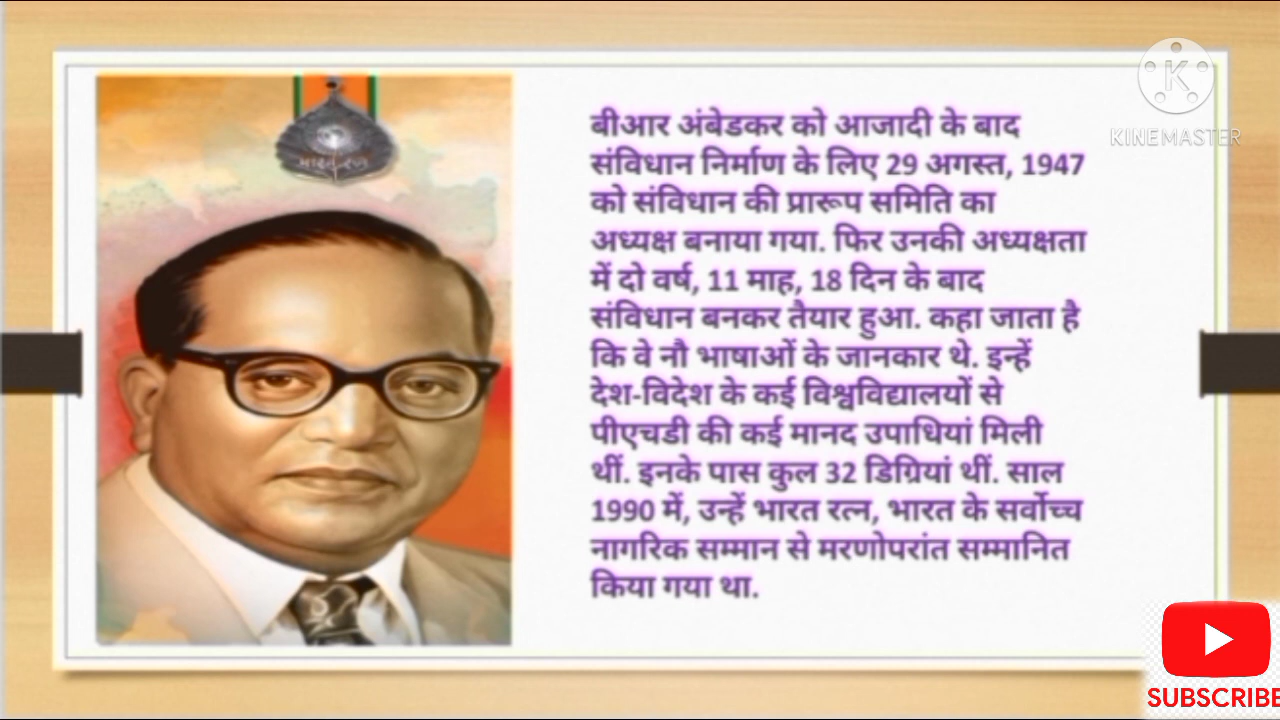 भारत रत्न
बीआर अंबेडकर को आजादी के बाद
संविधान निर्माण के लिए 29 अगस्त, 1947
को संविधान की प्रारूप समिति का
अध्यक्ष बनाया गया. फिर उनकी अध्यक्षता
में दो वर्ष, 11 माह, 18 दिन के बाद
संविधान बनकर तैयार हुआ. कहा जाता है
कि वे नौ भाषाओं के जानकार थे. इन्हें
देश-विदेश के कई विश्वविद्यालयों से
पीएचडी की कई मानद उपाधियां मिली
थीं. इनके पास कुल 32 डिग्रियां थीं. साल
1990 में, उन्हें भारत रत्न, भारत के सर्वोच्च
नागरिक सम्मान से मरणोपरांत सम्मानित
किया गया था.
K
KINEMASTER
SUBSCRIBE